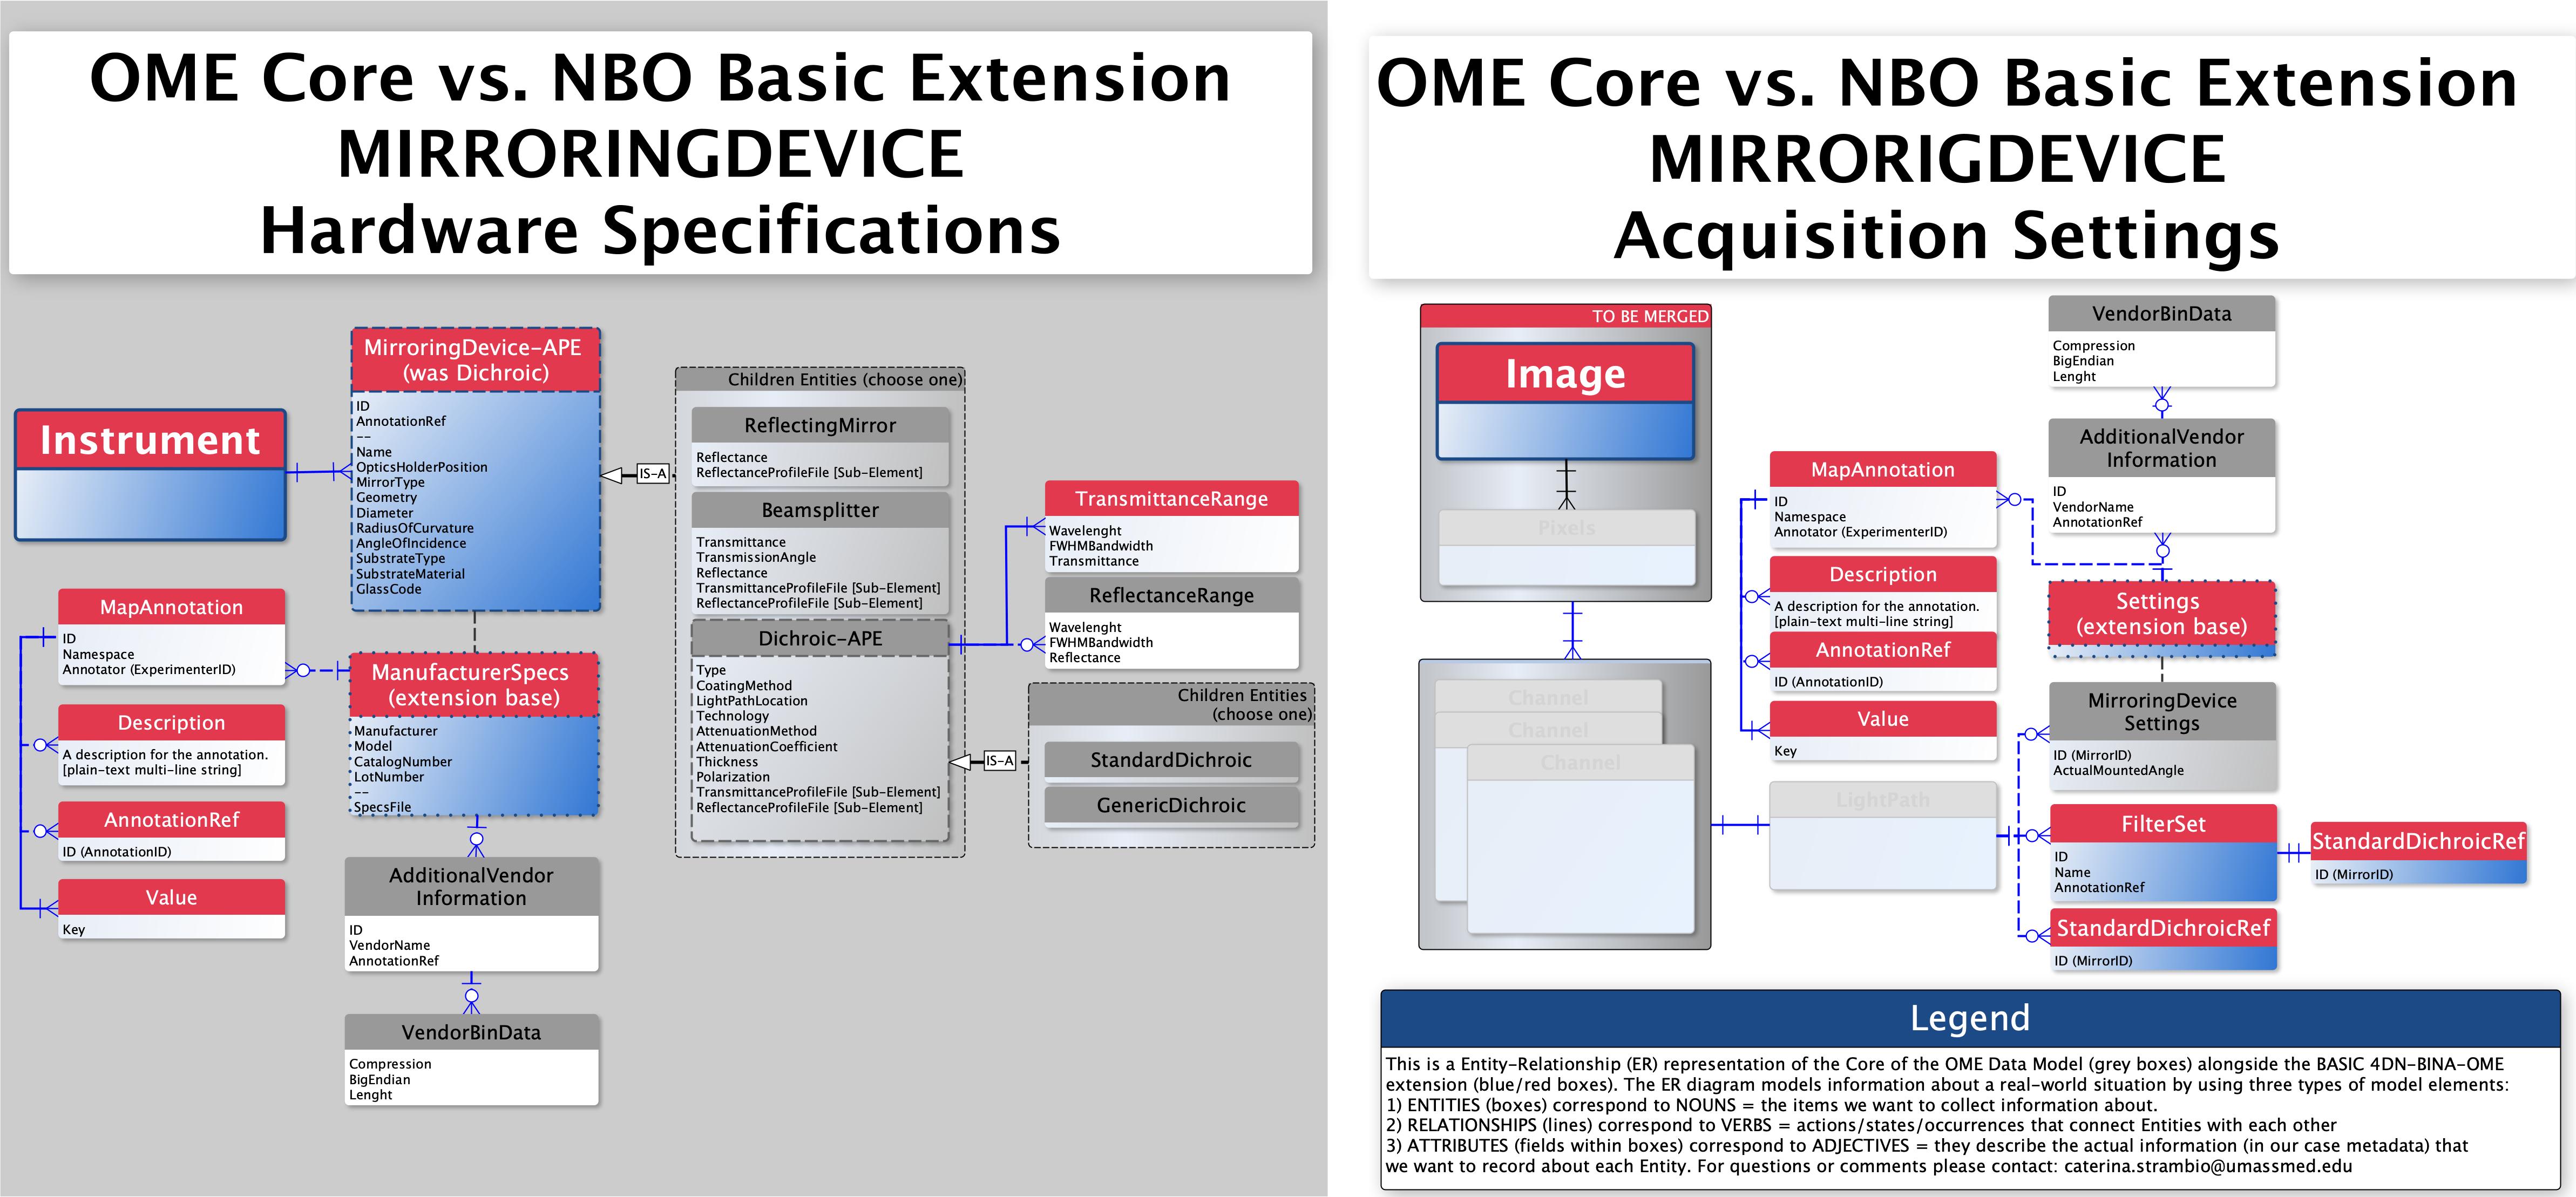 OME Core vs. NBO Basic Extension
MIRRORINGDEVICE
Hardware Specifications
Instrument
MirroringDevice-APE
(was Dichroic)
ID
AnnotationRef
--
Name
OpticsHolderPosition
MirrorType
Geometry
Diameter
RadiusOfCurvature
AngleOfIncidence
SubstrateType
SubstrateMaterial
GlassCode
IS-A
Children Entities (choose one)
ReflectingMirror
Reflectance
ReflectanceProfileFile [Sub-Element]
Beamsplitter
Transmittance
TransmissionAngle
Reflectance
TransmittanceProfileFile [Sub-Element]
ReflectanceProfileFile [Sub-Element]
Dichroic-APE
Type
CoatingMethod
LightPathLocation
Technology
AttenuationMethod
AttenuationCoefficient
Thickness
Polarization
TransmittanceProfileFile [Sub-Element]
ReflectanceProfileFile [Sub-Element]
TransmittanceRange
Wavelenght
FWHMBandwidth
Transmittance
ReflectanceRange
Wavelenght
FWHMBandwidth
Reflectance
IS-A
Children Entities
(choose one)
StandardDichroic
GenericDichroic
MapAnnotation
ID
Namespace
Annotator (ExperimenterID)
Description
A description for the annotation.
[plain-text multi-line string]
AnnotationRef
ID (AnnotationID)
Value
Key
ManufacturerSpecs
(extension base)
Manufacturer
Model
CatalogNumber
LotNumber
--
SpecsFile
AdditionalVendor
Information
ID
VendorName
AnnotationRef
VendorBinData
Compression
BigEndian
Lenght
OME Core vs. NBO Basic Extension
MIRRORIGDEVICE
Acquisition Settings
TO BE MERGED
Image
Pixels
Channel
Channel
Channel
MapAnnotation
ID
Namespace
Annotator (ExperimenterID)
Description
A description for the annotation.
[plain-text multi-line string]
AnnotationRef
ID (AnnotationID)
Value
Key
LightPath
VendorBinData
Compression
BigEndian
Lenght
AdditionalVendor
Information
ID
VendorName
AnnotationRef
Settings
(extension base)
MirroringDevice
Settings
ID (MirrorID)
ActualMountedAngle
FilterSet
ID
Name
AnnotationRef
StandardDichroicRef
ID (MirrorID)
StandardDichroicRef
ID (MirrorID)
Legend
This is a Entity-Relationship (ER) representation of the Core of the OME Data Model (grey boxes) alongside the BASIC 4DN-BINA-OME
extension (blue/red boxes). The ER diagram models information about a real-world situation by using three types of model elements:
1) ENTITIES (boxes) correspond to NOUNS = the items we want to collect information about.
2) RELATIONSHIPS (lines) correspond to VERBS = actions/states/occurrences that connect Entities with each other
3) ATTRIBUTES (fields within boxes) correspond to ADJECTIVES = they describe the actual information (in our case metadata) that
we want to record about each Entity. For questions or comments please contact: caterina.strambio@umassmed.edu